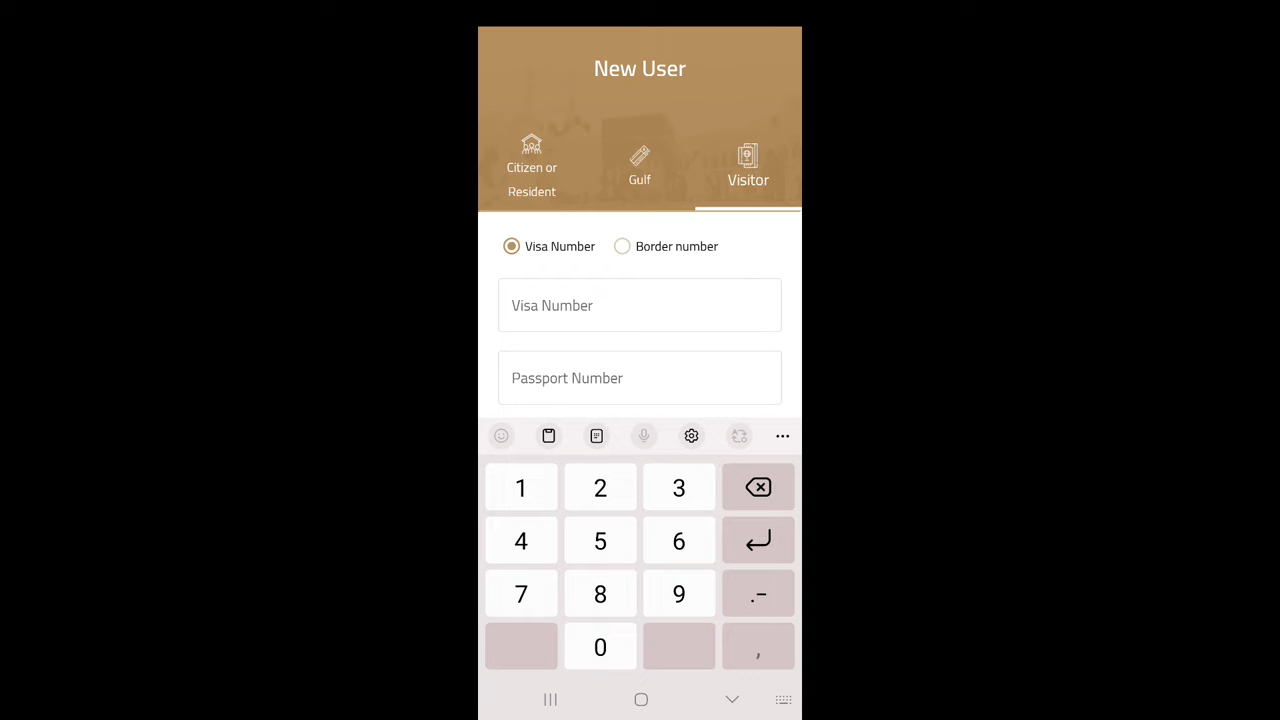 New User
Citizen or
Resident
Gulf
Visitor
Visa Number
Border number
Visa Number
Passport Number
1 2 3
4 5 6
7 8 9 .-
0 ,